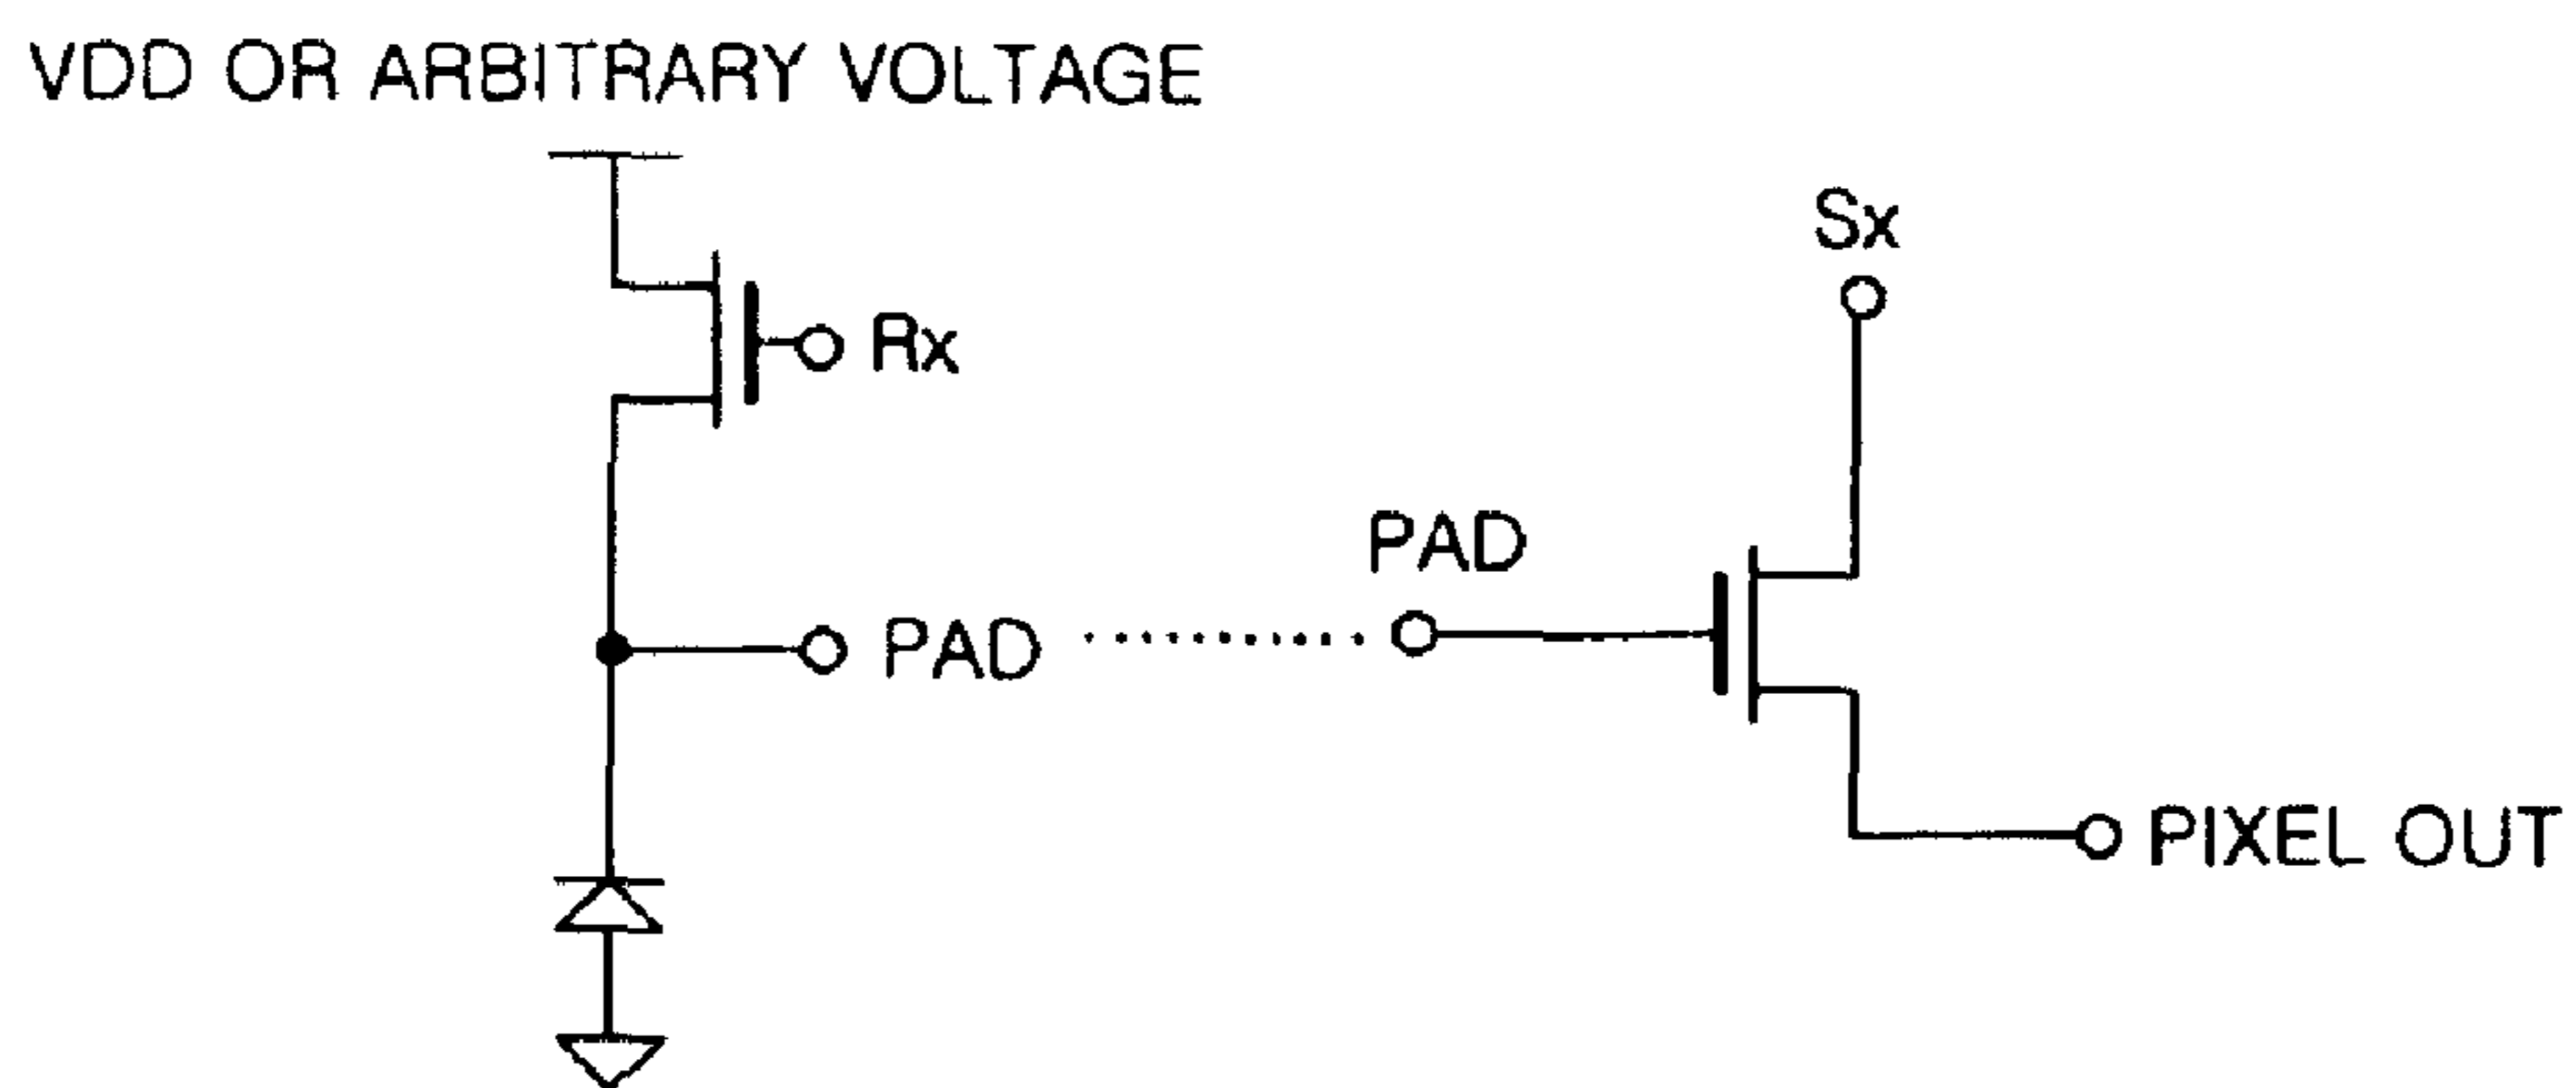 VDD OR ARBITRARY VOLTAGE
Sx
Rx
PAD
PAD
PIXEL OUT